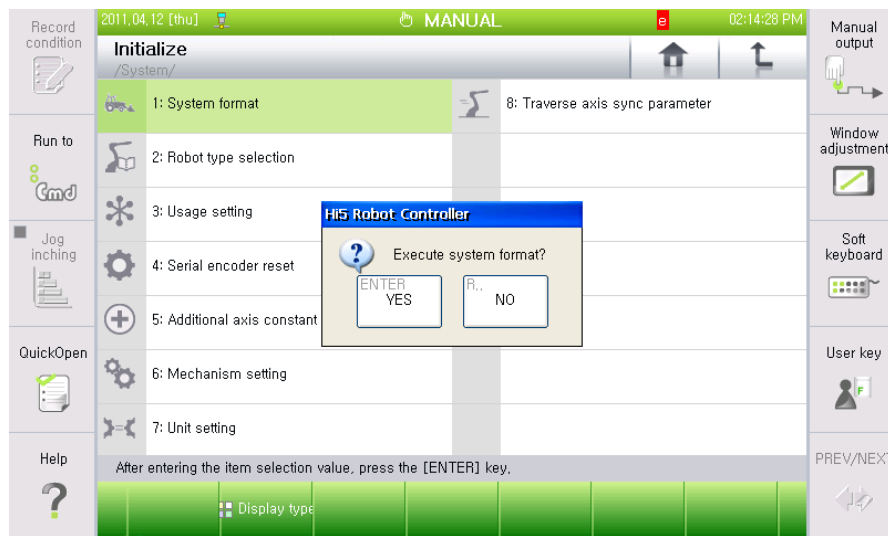 Record
condition
Run to
Cmd
Jog
inching
QuickOpen
Help
2011,04,12 [thu]
MANUAL
e
02:14:28 PM
Initialize
/System/
1: System format
2: Robot type selection
3: Usage setting
4: Serial encoder reset
5: Additional axis constant
6: Mechanism setting
7: Unit setting
8: Traverse axis sync parameter
Hi5 Robot Controller
Execute system format?
ENTER
YES
R..
NO
After entering the item selection value, press the [ENTER] key.
Display type
Manual
output
Window
adjustment
Soft
keyboard
User key
F
PREV/NEXT